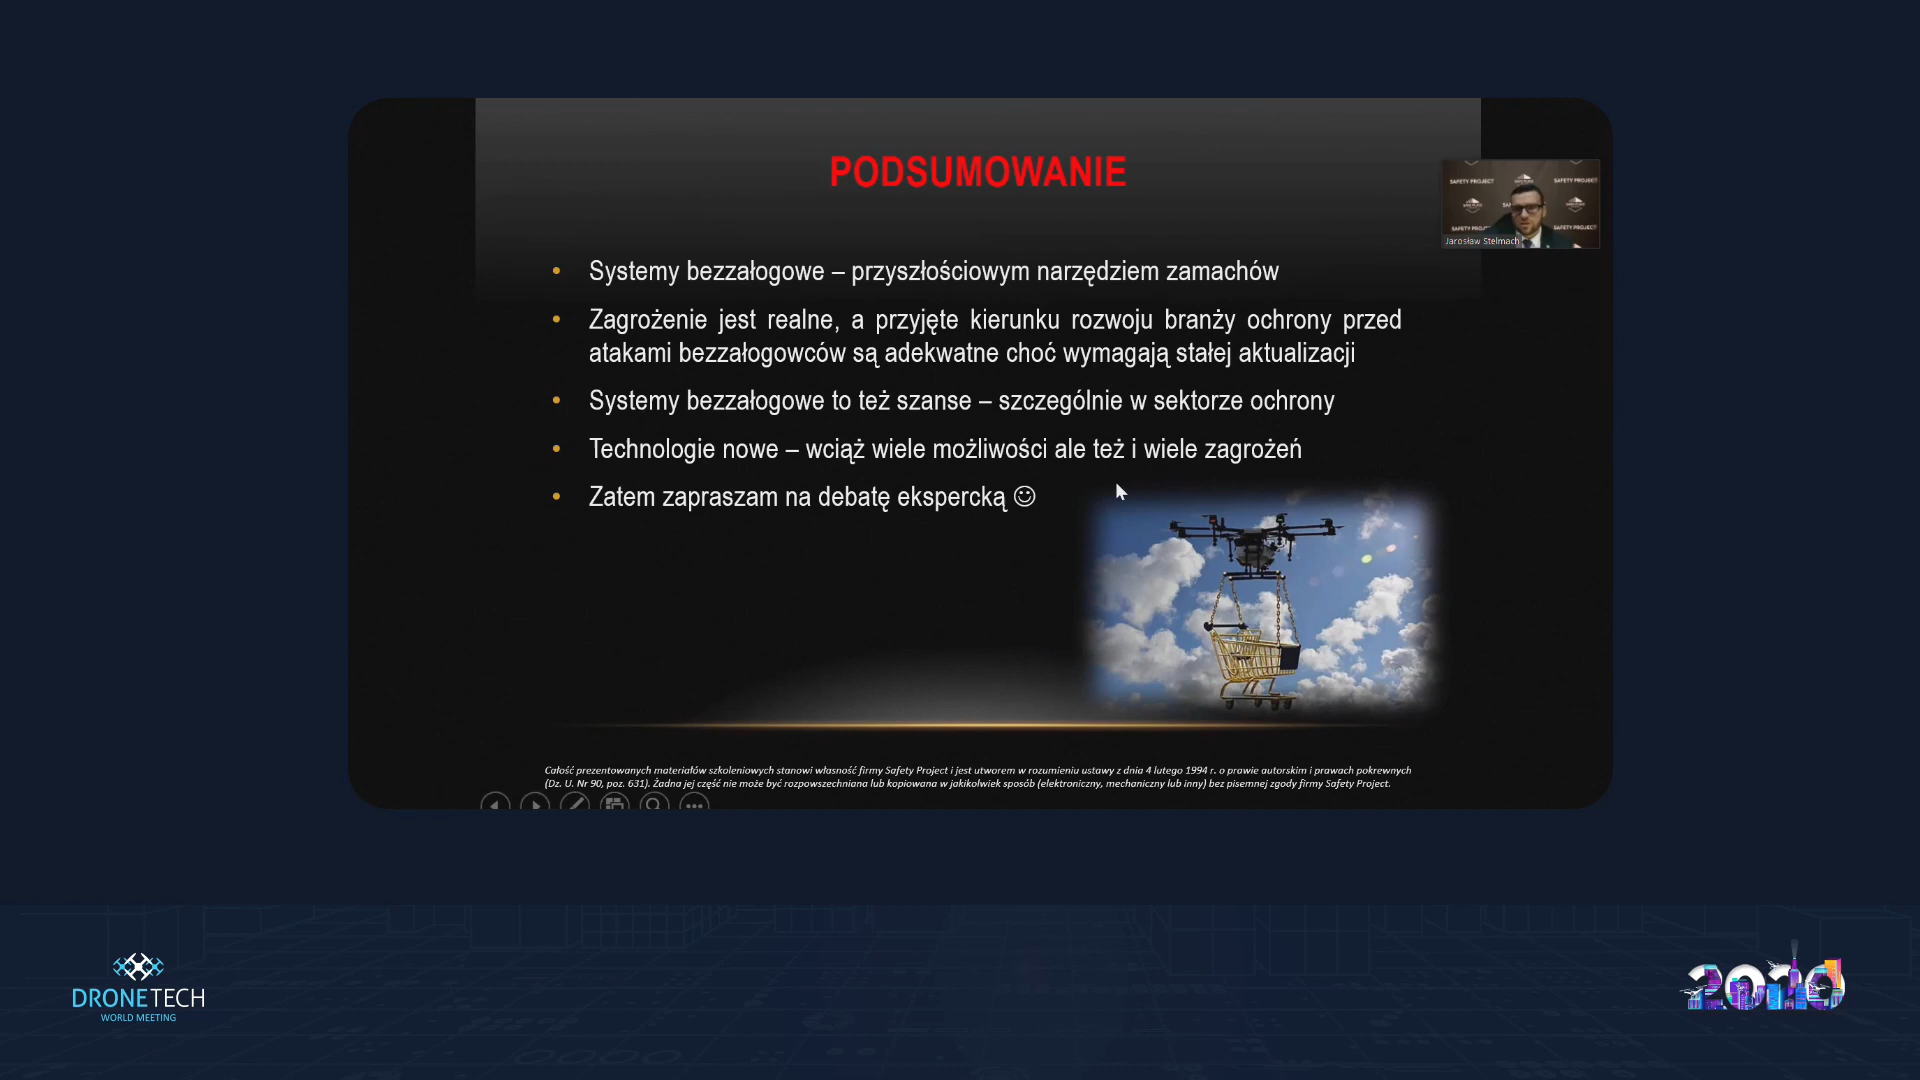 PODSUMOWANIE
SAFETY PROJECT
SAFETY PROJECT
SAFETY PROJECT
Jarosław Stelmach
• Systemy bezzałogowe – przyszłościowym narzędziem zamachów
• Zagrożenie jest realne, a przyjęte kierunku rozwoju branży ochrony przed
atakami bezzałogowców są adekwatne choć wymagają stałej aktualizacji
• Systemy bezzałogowe to też szanse – szczególnie w sektorze ochrony
• Technologie nowe – wciąż wiele możliwości ale też i wiele zagrożeń
• Zatem zapraszam na debatę ekspercką ☺
Całość prezentowanych materiałów szkoleniowych stanowi własność firmy Safety Project i jest utworem w rozumieniu ustawy z dnia 4 lutego 1994 r. o prawie autorskim i prawach pokrewnych
(Dz. U. Nr 90, poz. 631). Żadna jej część nie może być rozpowszechniana lub kopiowana w jakikolwiek sposób (elektroniczny, mechaniczny lub inny) bez pisemnej zgody firmy Safety Project.
DRONETECH
WORLD MEETING
2020